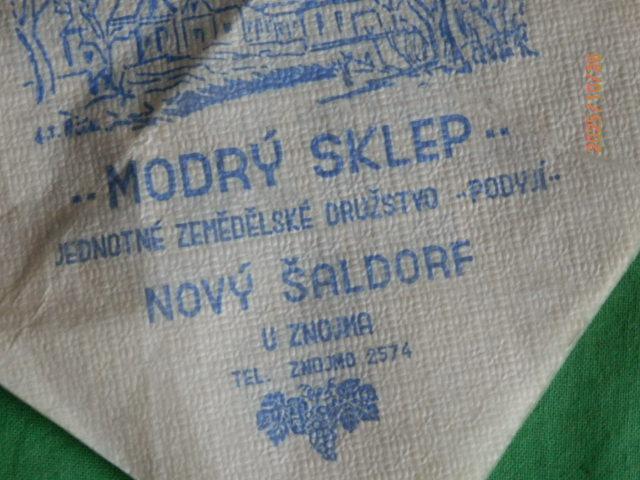 "MODRÝ SKLEP"
JEDNOTNÉ ZEMĚDĚLSKÉ DRUŽSTVO "PODYJÍ"
NOVÝ ŠALDORF
U ZNOJMA
TEL. ZNOJMO 2574